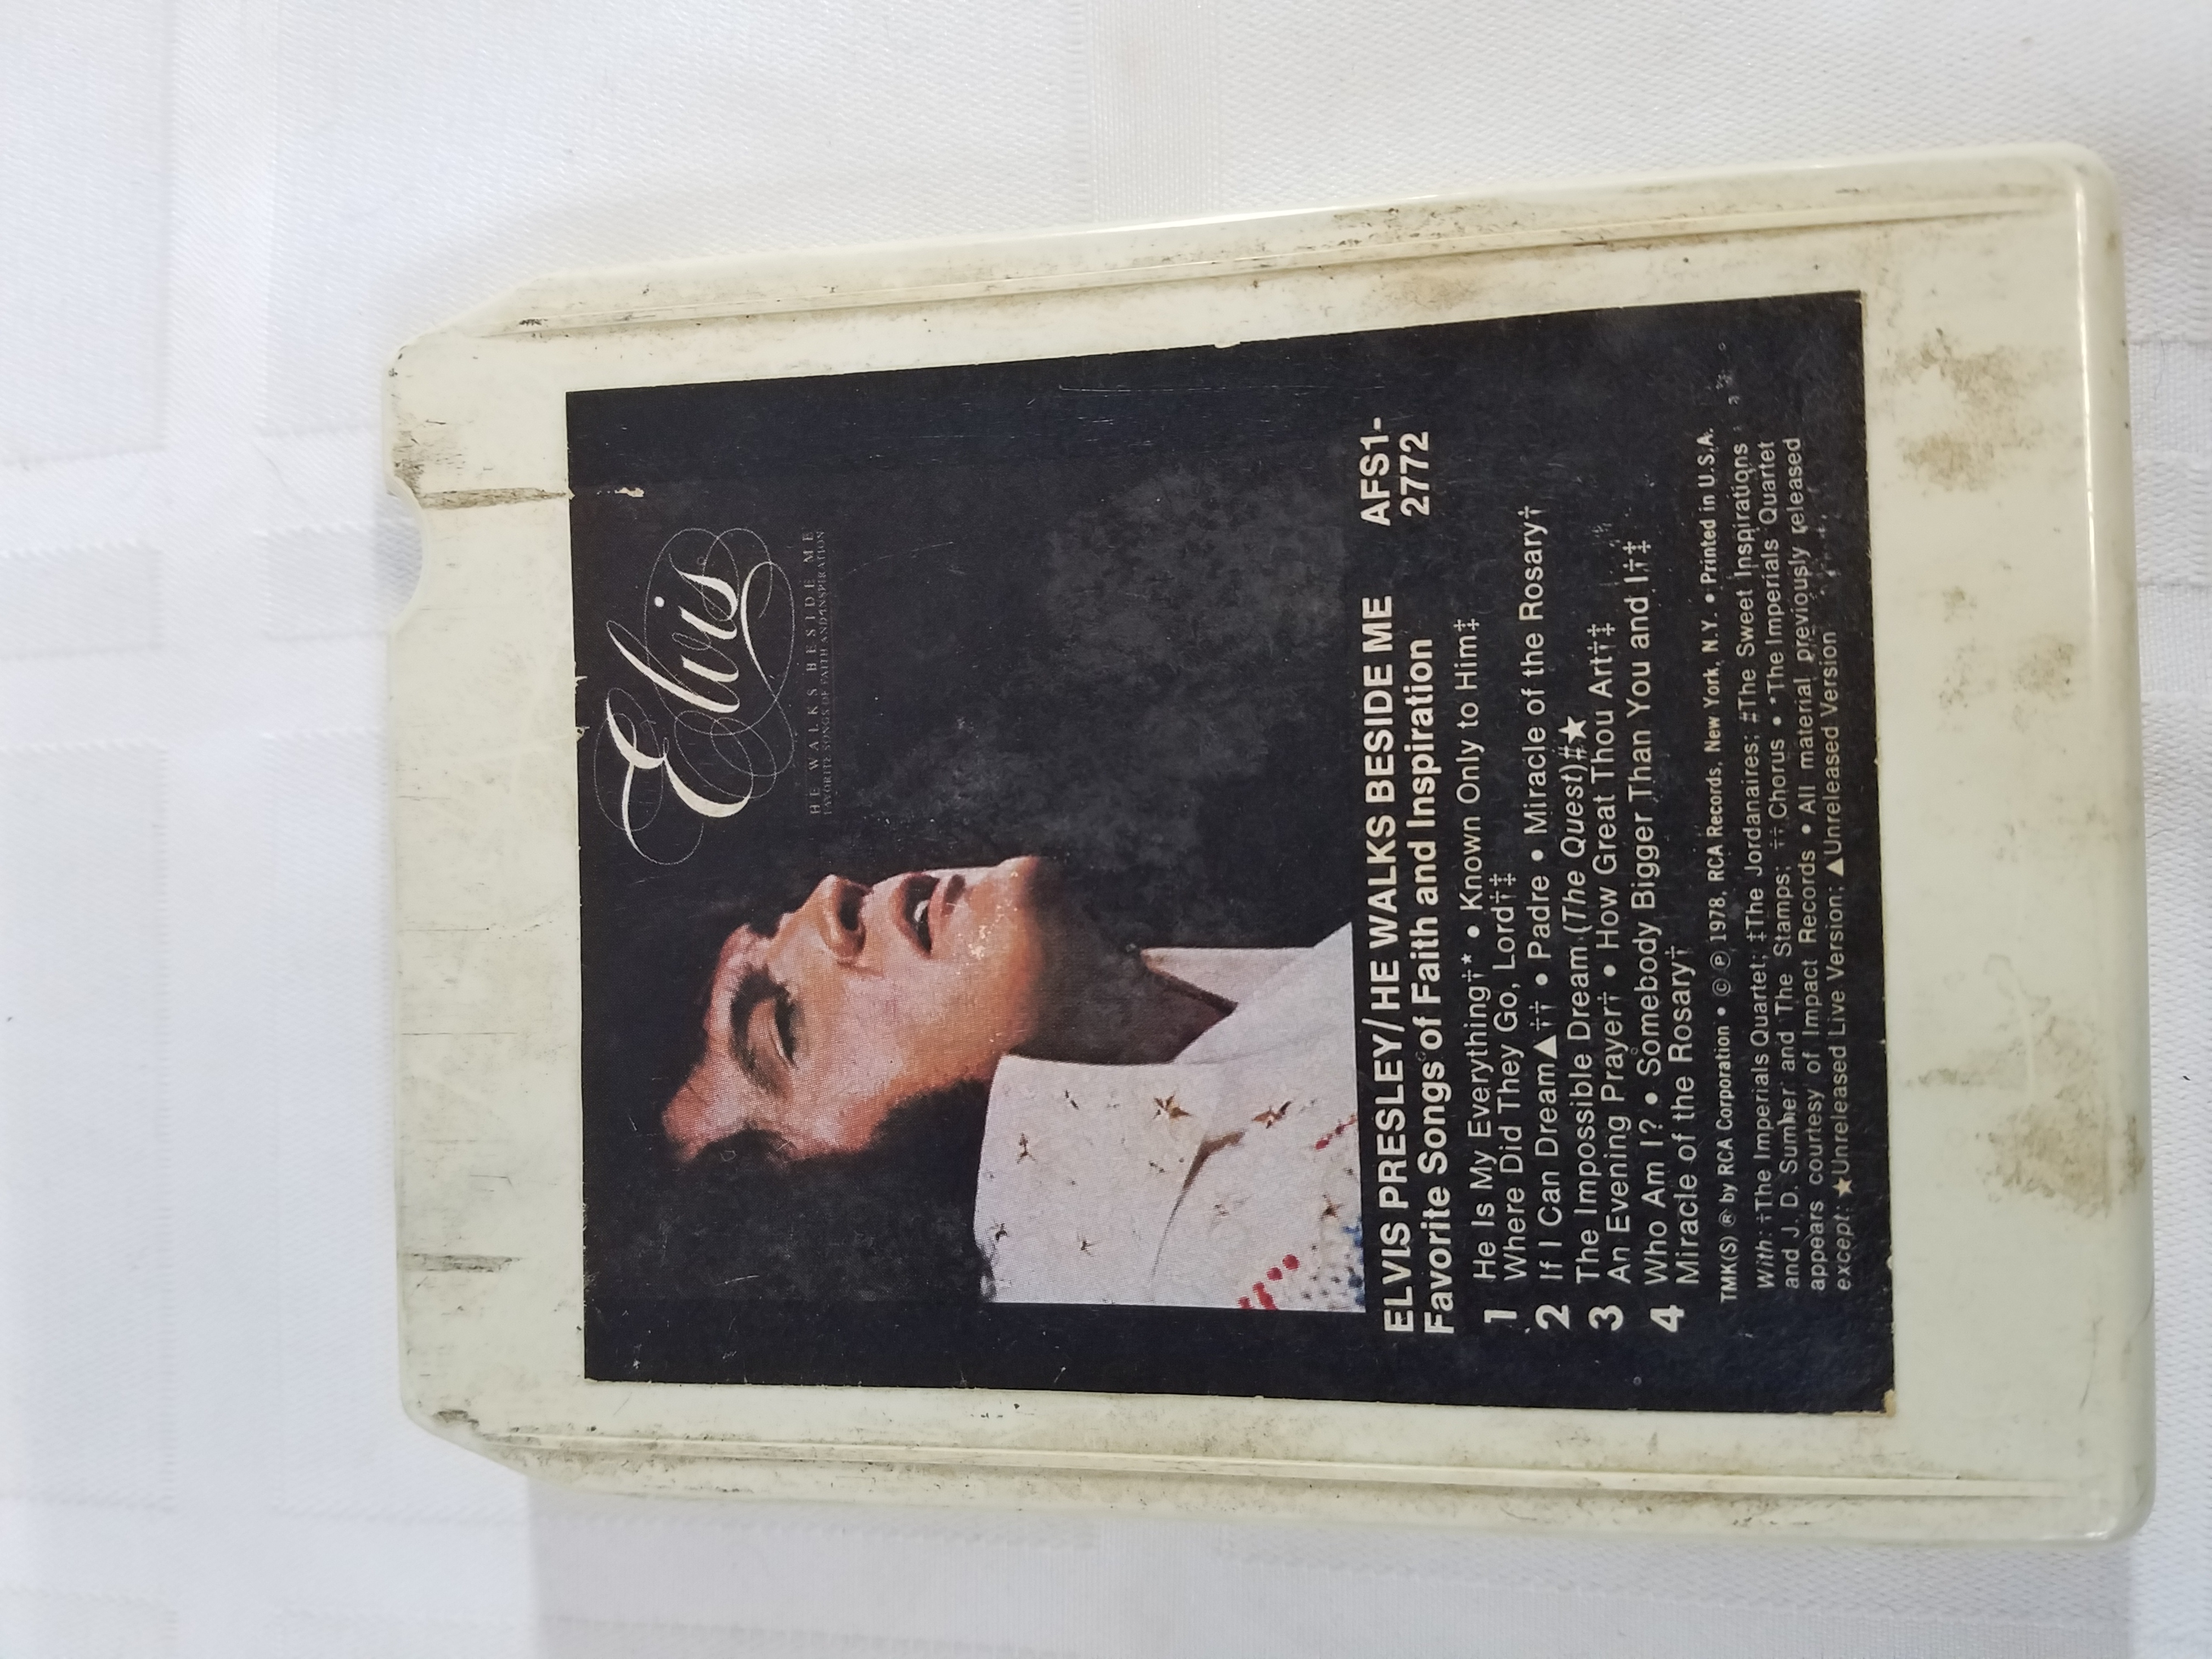 Elvis
HE WALKS BESIDE ME
FAVORITE SONGS OF FAITH AND INSPIRATION
ELVIS PRESLEY/HE WALKS BESIDE ME AFS1-
Favorite Songs of Faith and Inspiration 2772
1 He Is My Everything†* • Known Only to Him‡
Where Did They Go, Lord†‡
2 If I Can Dream▲†† • Padre • Miracle of the Rosary†
The Impossible Dream (The Quest)#★
3 An Evening Prayer† • How Great Thou Art†‡
4 Who Am I? • Somebody Bigger Than You and I†‡
Miracle of the Rosary†
TMK(S) ® by RCA Corporation • © ℗ 1978, RCA Records, New York, N.Y. • Printed in U.S.A.
With: †The Imperials Quartet; ‡The Jordanaires; #The Sweet Inspirations
and J. D. Sumner and The Stamps; ††Chorus • *The Imperials Quartet
appears courtesy of Impact Records • All material previously released
except: ★Unreleased Live Version; ▲Unreleased Version